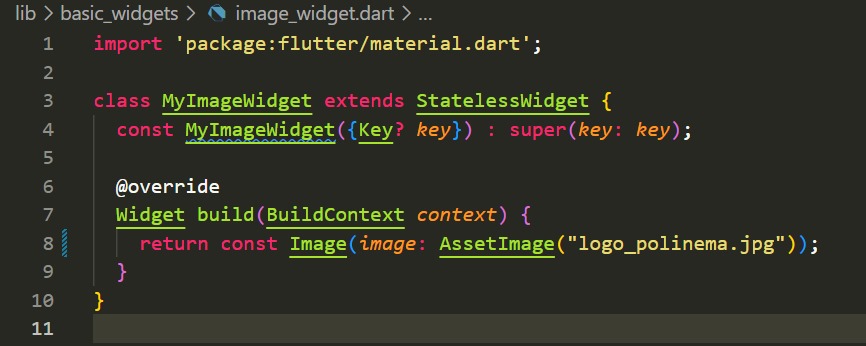 lib > basic_widgets > image_widget.dart > ...
1 import 'package:flutter/material.dart';
2
3 class MyImageWidget extends StatelessWidget {
4   const MyImageWidget({Key? key}) : super(key: key);
5
6   @override
7   Widget build(BuildContext context) {
8     return const Image(image: AssetImage("logo_polinema.jpg"));
9   }
10 }
11